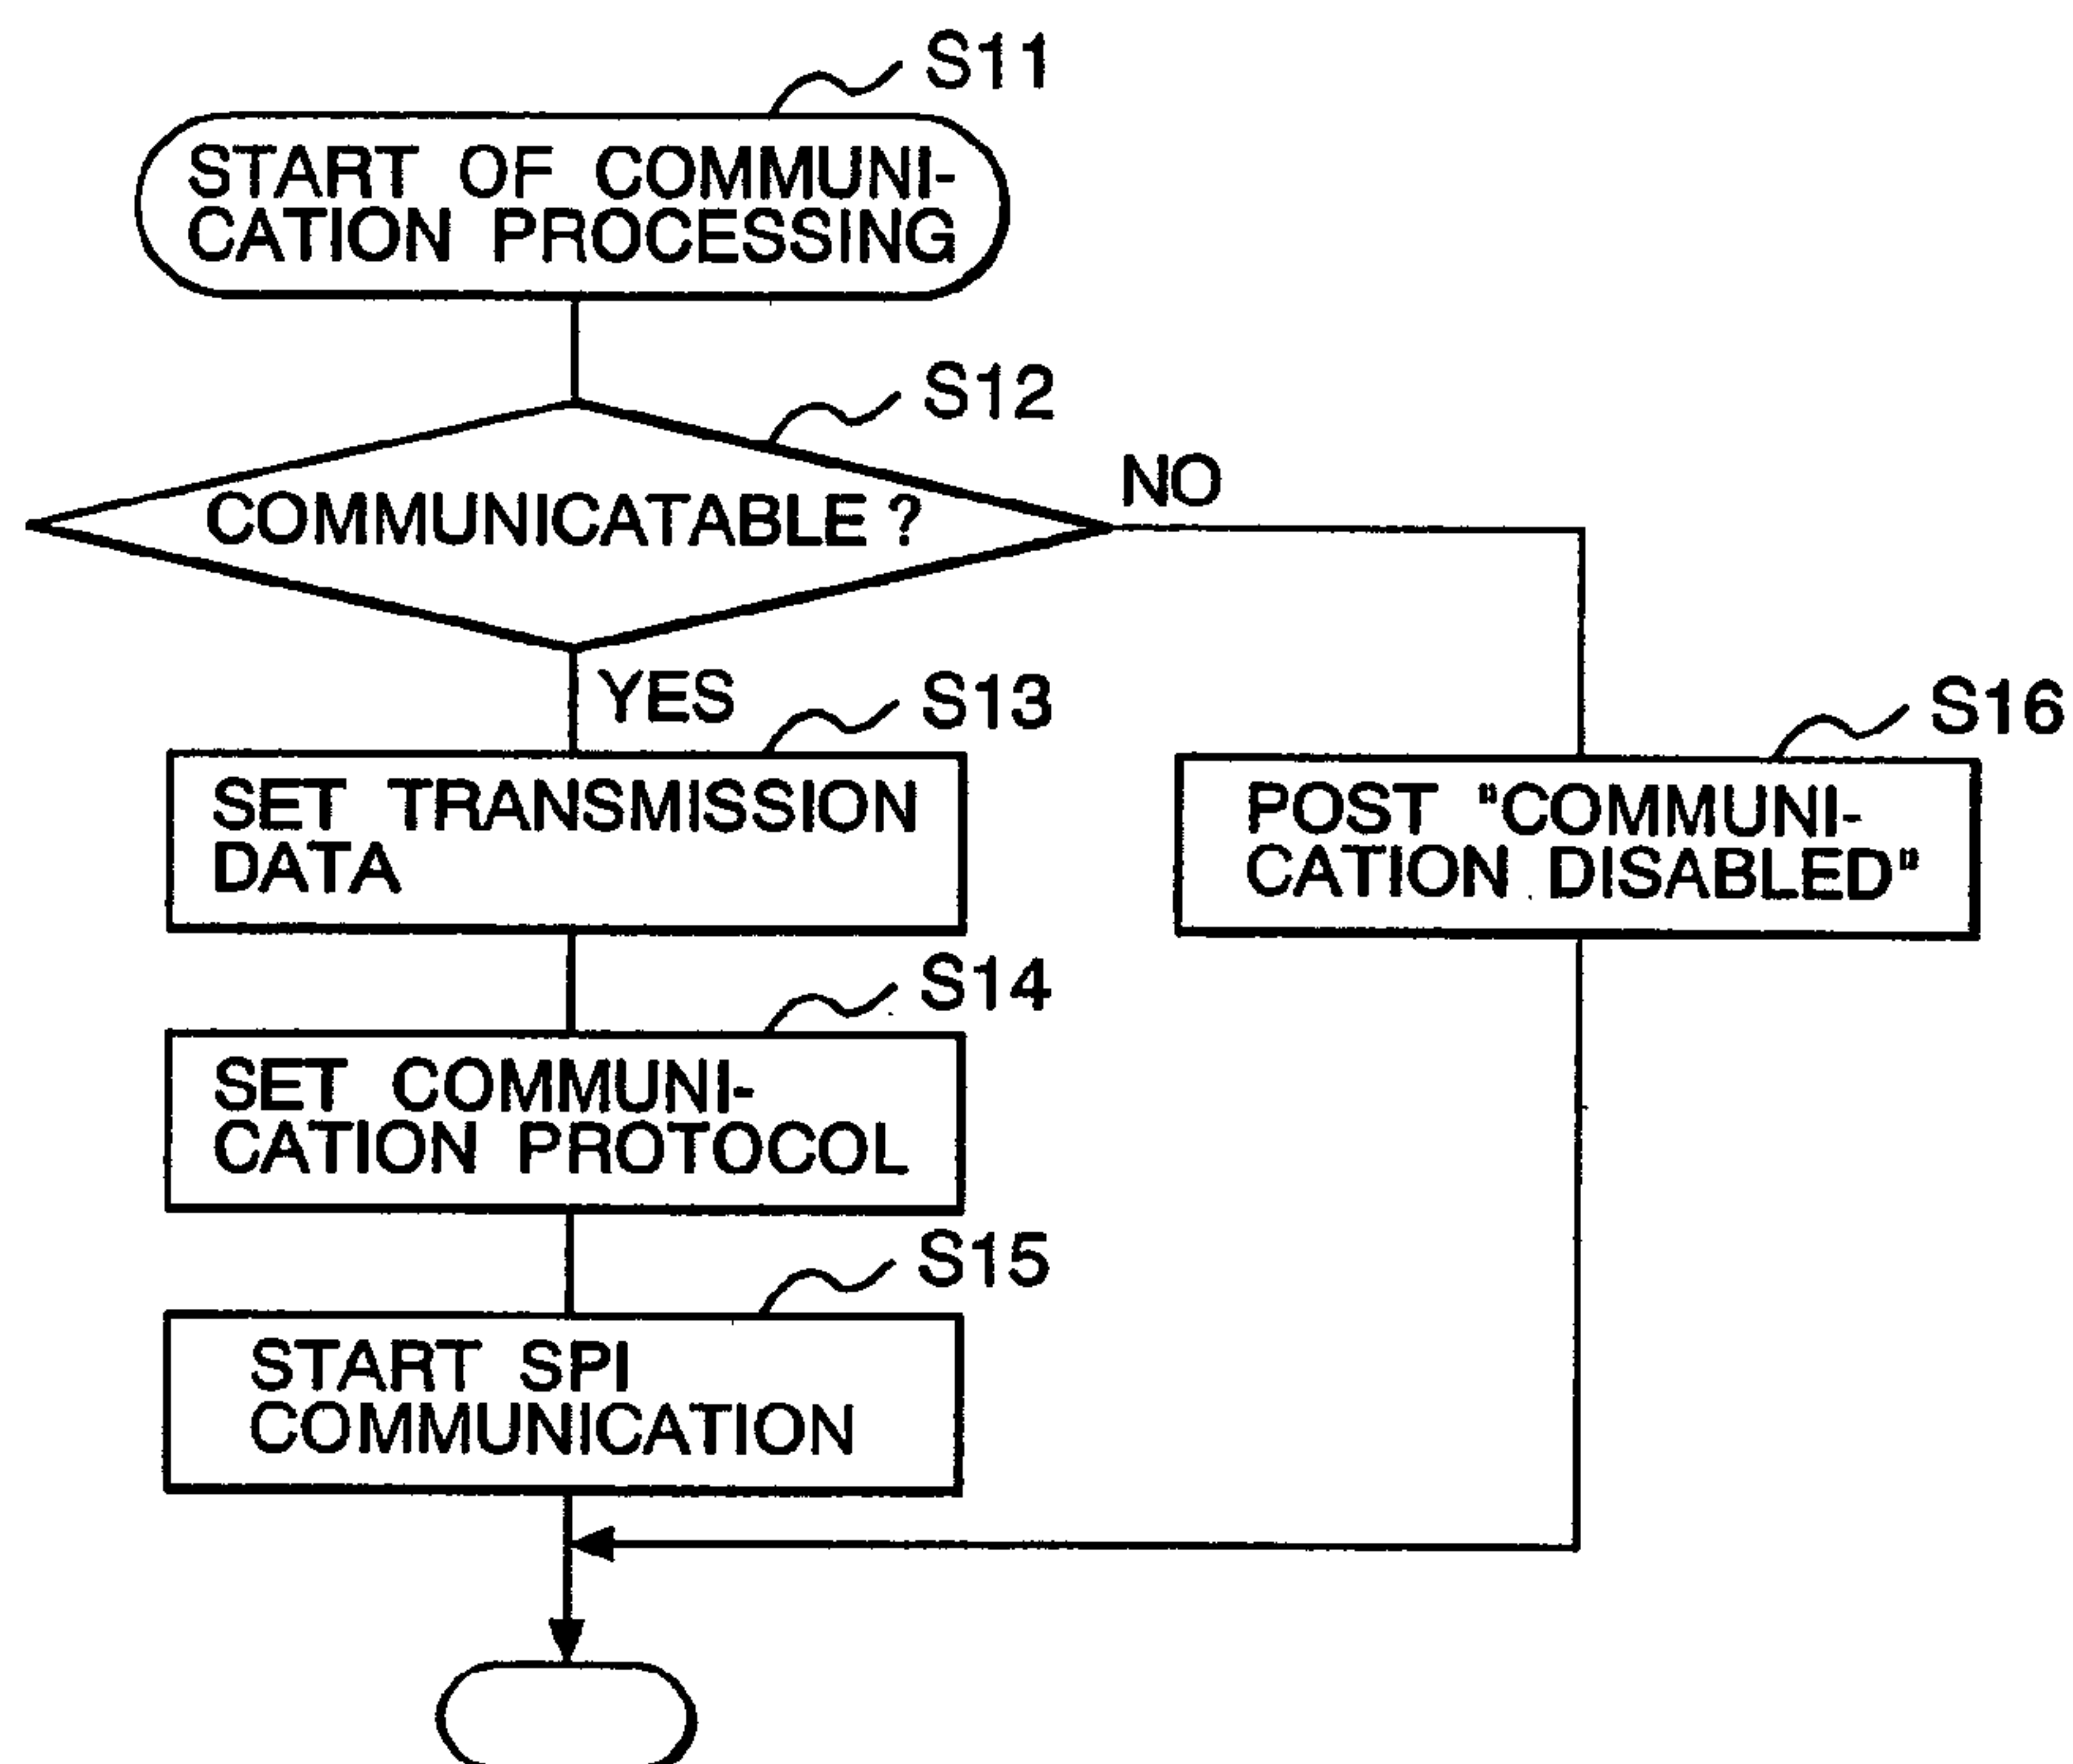 S11
START OF COMMUNI-
CATION PROCESSING
S12
COMMUNICATABLE ?
NO
YES
S13
SET TRANSMISSION
DATA
S16
POST "COMMUNI-
CATION DISABLED"
S14
SET COMMUNI-
CATION PROTOCOL
S15
START SPI
COMMUNICATION